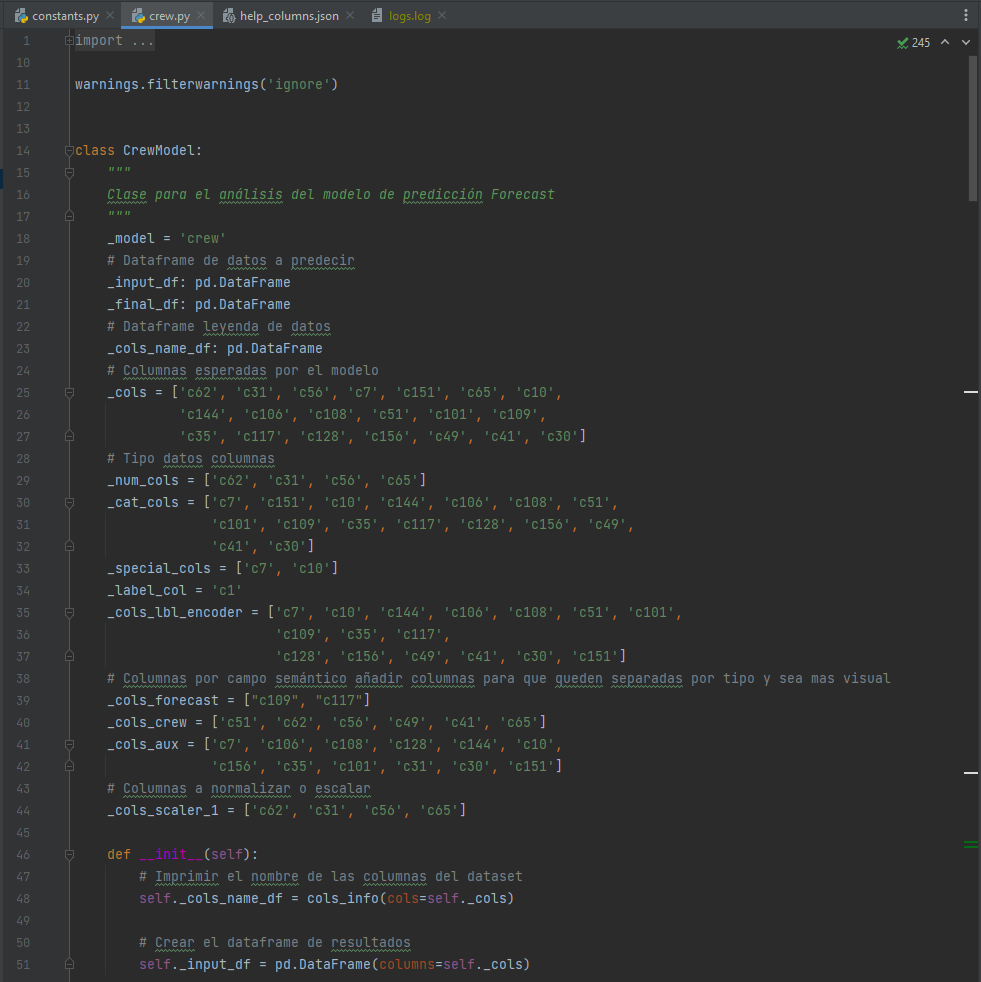 constants.py
crew.py
help_columns.json
logs.log
245
1 import ...
10
11 warnings.filterwarnings('ignore')
12
13
14 class CrewModel:
15 """
16 Clase para el análisis del modelo de predicción Forecast
17 """
18 _model = 'crew'
19 # Dataframe de datos a predecir
20 _input_df: pd.DataFrame
21 _final_df: pd.DataFrame
22 # Dataframe leyenda de datos
23 _cols_name_df: pd.DataFrame
24 # Columnas esperadas por el modelo
25 _cols = ['c62', 'c31', 'c56', 'c7', 'c151', 'c65', 'c10',
26 'c144', 'c106', 'c108', 'c51', 'c101', 'c109',
27 'c35', 'c117', 'c128', 'c156', 'c49', 'c41', 'c30']
28 # Tipo datos columnas
29 _num_cols = ['c62', 'c31', 'c56', 'c65']
30 _cat_cols = ['c7', 'c151', 'c10', 'c144', 'c106', 'c108', 'c51',
31 'c101', 'c109', 'c35', 'c117', 'c128', 'c156', 'c49',
32 'c41', 'c30']
33 _special_cols = ['c7', 'c10']
34 _label_col = 'c1'
35 _cols_lbl_encoder = ['c7', 'c10', 'c144', 'c106', 'c108', 'c51', 'c101',
36 'c109', 'c35', 'c117',
37 'c128', 'c156', 'c49', 'c41', 'c30', 'c151']
38 # Columnas por campo semántico añadir columnas para que queden separadas por tipo y sea mas visual
39 _cols_forecast = ["c109", "c117"]
40 _cols_crew = ['c51', 'c62', 'c56', 'c49', 'c41', 'c65']
41 _cols_aux = ['c7', 'c106', 'c108', 'c128', 'c144', 'c10',
42 'c156', 'c35', 'c101', 'c31', 'c30', 'c151']
43 # Columnas a normalizar o escalar
44 _cols_scaler_1 = ['c62', 'c31', 'c56', 'c65']
45
46 def __init__(self):
47 # Imprimir el nombre de las columnas del dataset
48 self._cols_name_df = cols_info(cols=self._cols)
49
50 # Crear el dataframe de resultados
51 self._input_df = pd.DataFrame(columns=self._cols)